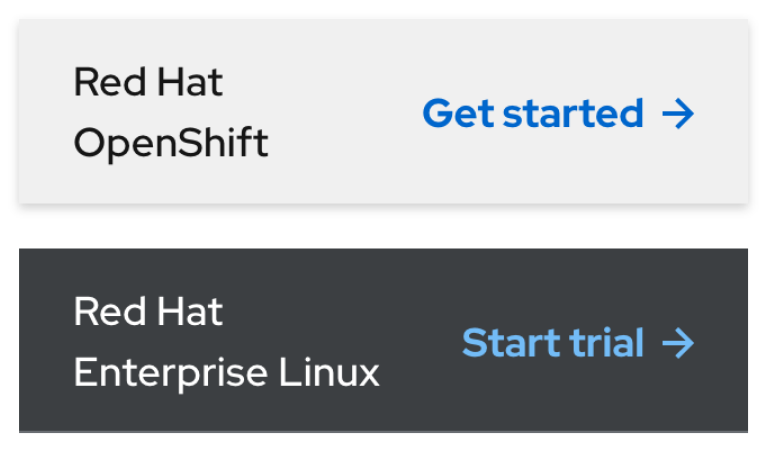 Red Hat
OpenShift
Get started →
Red Hat
Enterprise Linux
Start trial →